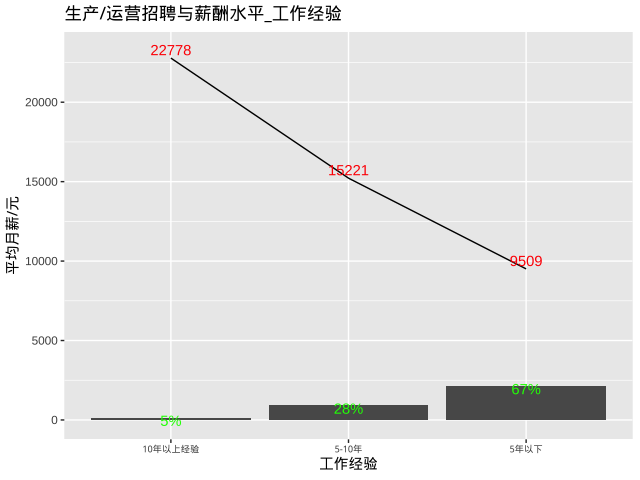 生产/运营招聘与薪酬水平_工作经验
平均月薪/元
20000
15000
10000
5000
0
22778
15221
9509
5%
28%
67%
10年以上经验
5-10年
5年以下
工作经验